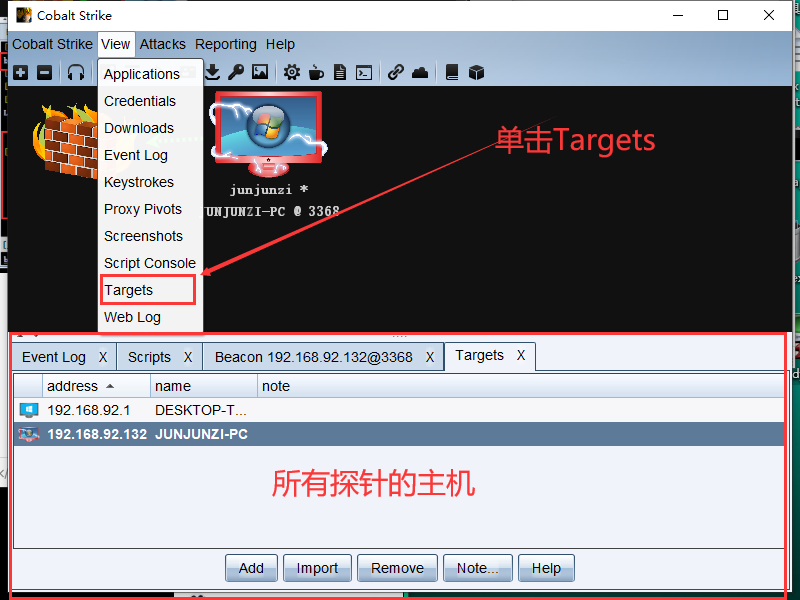 Cobalt Strike
Cobalt Strike View Attacks Reporting Help
Applications
Credentials
Downloads
Event Log
Keystrokes
Proxy Pivots
Screenshots
Script Console
Targets
Web Log
单击Targets
junjunzi *
JUNJUNZI-PC @ 3368
Event Log X Scripts X Beacon 192.168.92.132@3368 X Targets X
address name note
192.168.92.1 DESKTOP-T...
192.168.92.132 JUNJUNZI-PC
所有探针的主机
Add Import Remove Note... Help